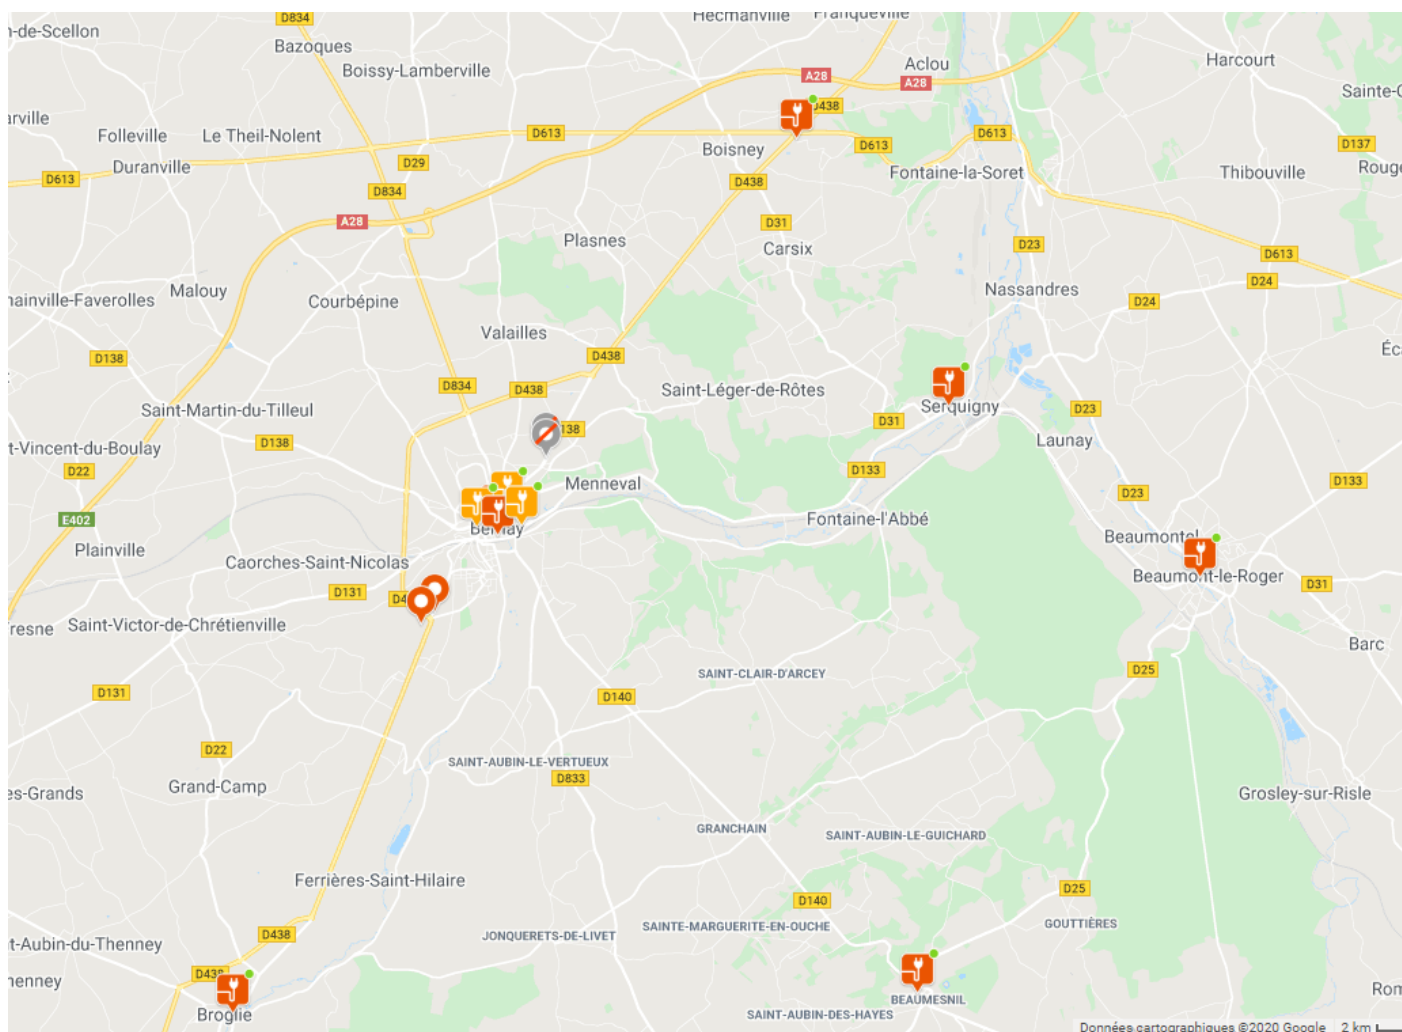 D834
Hecmanville
Franqueville
n-de-Scellon
Bazoques
Boissy-Lamberville
Aclou
Harcourt
A28
A28
Sainte-
D438
arville
Folleville
Le Theil-Nolent
D613
D613
D137
Boisney
D613
Duranville
D29
Fontaine-la-Soret
Thibouville
Rouge
D613
D834
D438
A28
D31
Plasnes
Carsix
D23
D613
nainville-Faverolles
Malouy
Courbépine
Nassandres
D24
D24
Valailles
D138
D438
Éc
D834
D438
Saint-Léger-de-Rôtes
Saint-Martin-du-Tilleul
Serquigny
D23
D31
138
D138
Launay
t-Vincent-du-Boulay
D22
D133
D133
Menneval
D23
E402
Fontaine-l'Abbé
Bernay
Beaumontel
Plainville
Caorches-Saint-Nicolas
Beaumont-le-Roger
D131
D31
resne
Saint-Victor-de-Chrétienville
Barc
SAINT-CLAIR-D'ARCEY
D25
D131
D140
D22
SAINT-AUBIN-LE-VERTUEUX
D833
es-Grands
Grand-Camp
Grosley-sur-Risle
GRANCHAIN
SAINT-AUBIN-LE-GUICHARD
Ferrières-Saint-Hilaire
D25
D140
GOUTTIÈRES
SAINTE-MARGUERITE-EN-OUCHE
D438
JONQUERETS-DE-LIVET
t-Aubin-du-Thenney
D438
henney
Rom
BEAUMESNIL
Broglie
SAINT-AUBIN-DES-HAYES
Données cartographiques ©2020 Google 2 km